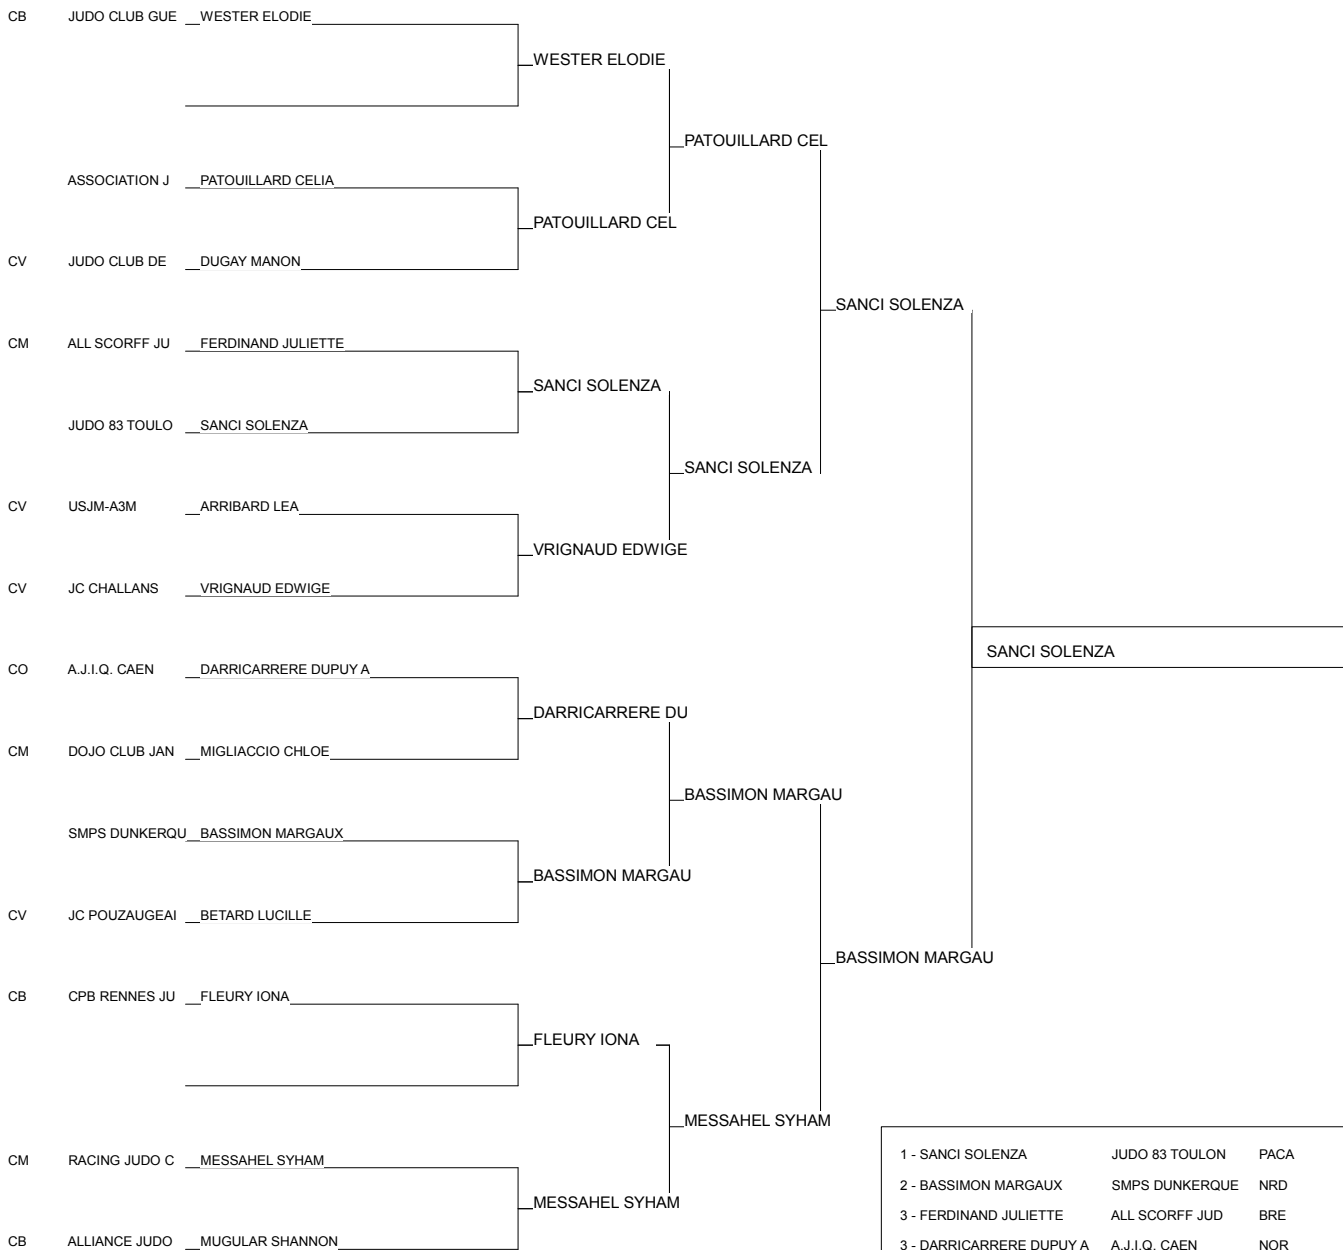 CB JUDO CLUB GUE WESTER ELODIE
WESTER ELODIE
PATOUILLARD CEL
ASSOCIATION J PATOUILLARD CELIA
PATOUILLARD CEL
CV JUDO CLUB DE DUGAY MANON
SANCI SOLENZA
CM ALL SCORFF JU FERDINAND JULIETTE
SANCI SOLENZA
JUDO 83 TOULO SANCI SOLENZA
SANCI SOLENZA
CV USJM-A3M ARRIBARD LEA
VRIGNAUD EDWIGE
CV JC CHALLANS VRIGNAUD EDWIGE
SANCI SOLENZA
CO A.J.I.Q. CAEN DARRICARRERE DUPUY A
DARRICARRERE DU
CM DOJO CLUB JAN MIGLIACCIO CHLOE
BASSIMON MARGAU
SMPS DUNKERQU BASSIMON MARGAUX
BASSIMON MARGAU
CV JC POUZAUGEAI BETARD LUCILLE
BASSIMON MARGAU
CB CPB RENNES JU FLEURY IONA
FLEURY IONA
MESSAHEL SYHAM
CM RACING JUDO C MESSAHEL SYHAM
MESSAHEL SYHAM
CB ALLIANCE JUDO MUGULAR SHANNON
1 - SANCI SOLENZA JUDO 83 TOULON PACA
2 - BASSIMON MARGAUX SMPS DUNKERQUE NRD
3 - FERDINAND JULIETTE ALL SCORFF JUD BRE
3 - DARRICARRERE DUPUY A A.J.I.Q. CAEN NOR